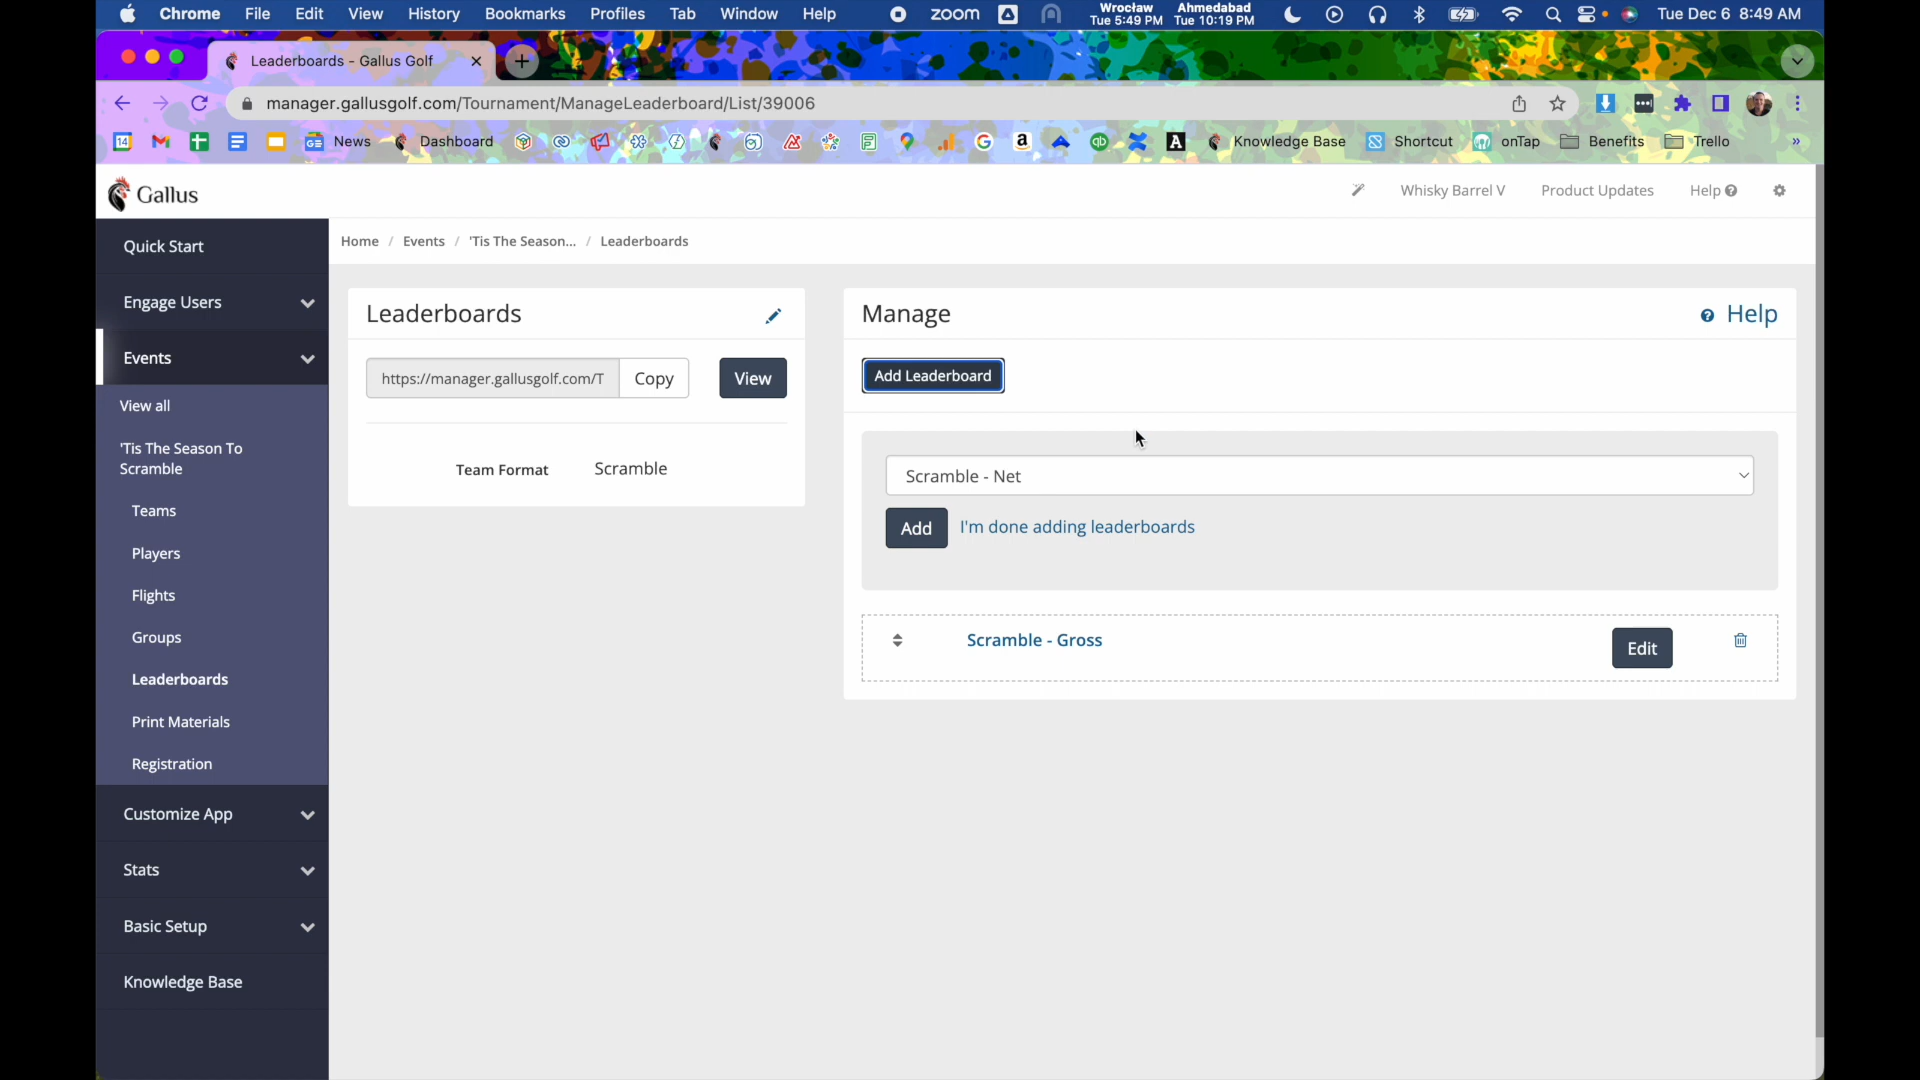 Chrome File Edit View History Bookmarks Profiles Tab Window Help zoom Wrocław Tue 5:49 PM Ahmedabad Tue 10:19 PM Tue Dec 6 8:49 AM
Leaderboards - Gallus Golf
manager.gallusgolf.com/Tournament/ManageLeaderboard/List/39006
14 News Dashboard Knowledge Base Shortcut onTap Benefits Trello »
Gallus Whisky Barrel V Product Updates Help
Home / Events / 'Tis The Season... / Leaderboards
Quick Start
Engage Users
Events
View all
'Tis The Season To
Scramble
Teams
Players
Flights
Groups
Leaderboards
Print Materials
Registration
Customize App
Stats
Basic Setup
Knowledge Base
Leaderboards
https://manager.gallusgolf.com/T Copy View
Team Format Scramble
Manage Help
Add Leaderboard
Scramble - Net
Add I'm done adding leaderboards
Scramble - Gross Edit